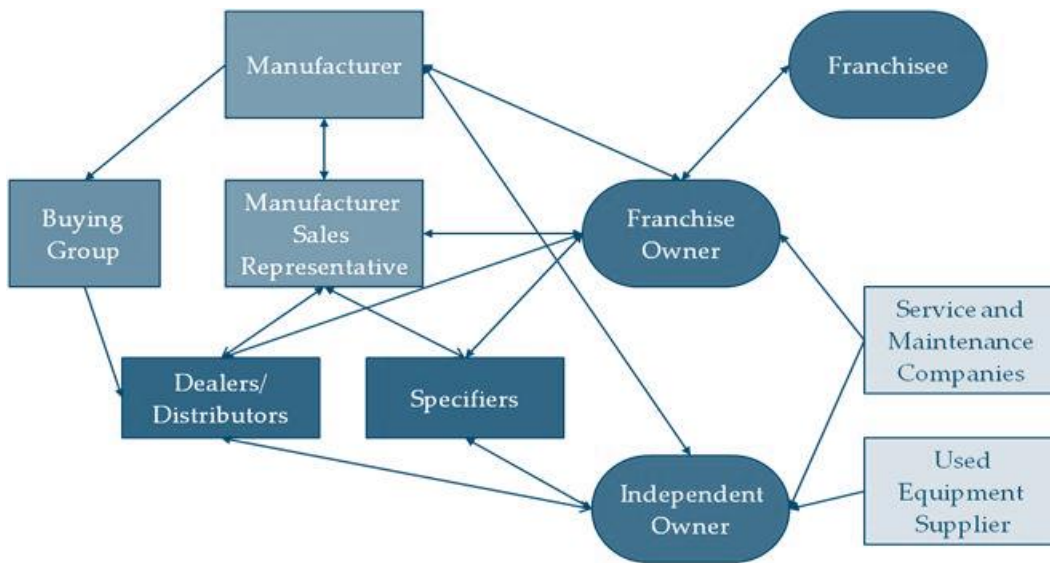 Manufacturer
Franchisee
Buying
Group
Manufacturer
Sales
Representative
Franchise
Owner
Service and
Maintenance
Companies
Dealers/
Distributors
Specifiers
Independent
Owner
Used
Equipment
Supplier